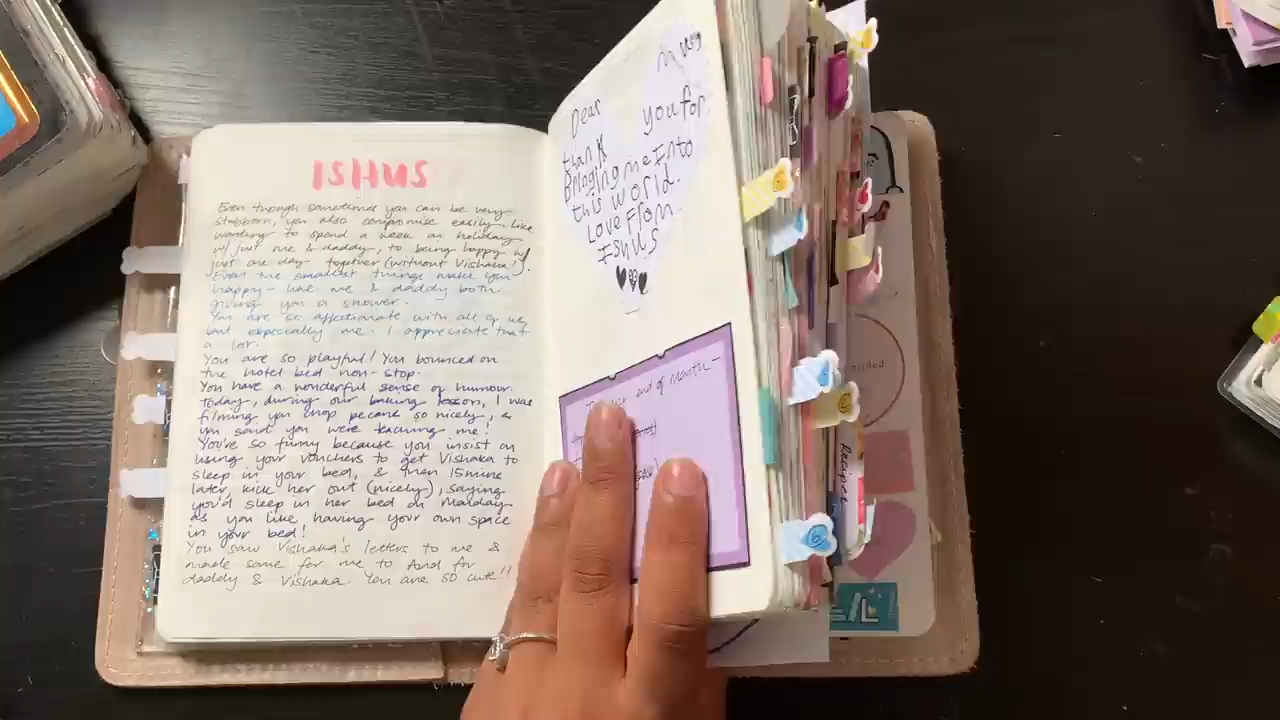 ISHUS
Even though sometimes you can be very
stubborn, you also compromise easily. Like
wanting to spend a week on holiday
w/ just me & daddy, to being happy w/
just one day together (without Vishaka!).
Even the smallest things make you
happy - like me & daddy both
giving you a shower.
You are so affectionate with all of us,
but especially me. I appreciate that
a lot.
You are so playful! You bounced on
the hotel bed non-stop.
You have a wonderful sense of humour.
Today, during our baking lesson, I was
filming you chop pecans so nicely, &
you said you were teaching me!
You're so funny because you insist on
using your vouchers to get Vishaka to
sleep in your bed, & then 15mins
later, kick her out (nicely), saying
you'd sleep in her bed on Monday
as you like having your own space
in your bed!
You saw Vishaka's letters to me &
made some for me too And for
daddy & Vishaka. You are so cute!!
Dear
thank you for
Bringing me Into
this world.
Love From
Ishus
end of month -
Recipes